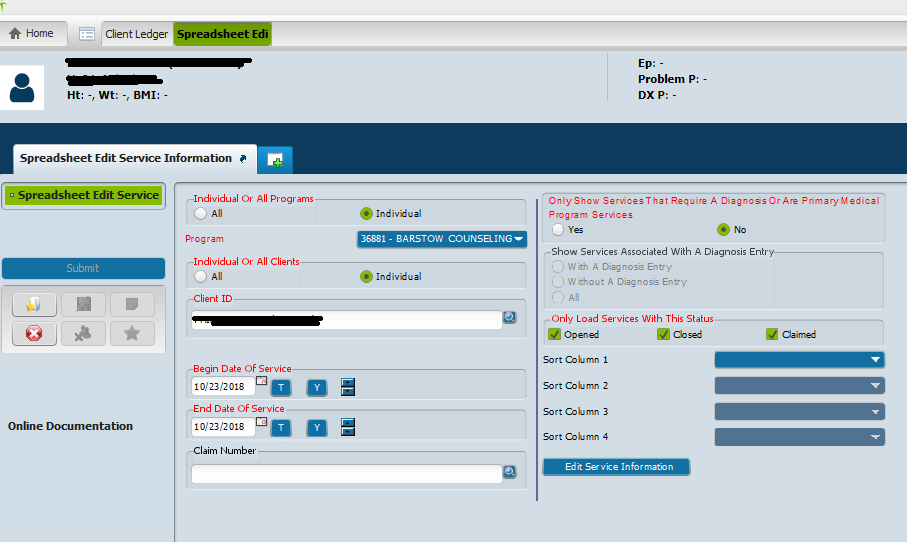 Home
Client Ledger
Spreadsheet Edi
Ht: -, Wt: -, BMI: -
Ep: -
Problem P: -
DX P: -
Spreadsheet Edit Service Information
Spreadsheet Edit Service
Submit
Online Documentation
Individual Or All Programs
All
Individual
Program
36881 - BARSTOW COUNSELING
Individual Or All Clients
All
Individual
Client ID
Begin Date Of Service
10/23/2018
T
Y
End Date Of Service
10/23/2018
T
Y
Claim Number
Only Show Services That Require A Diagnosis Or Are Primary Medical
Program Services
Yes
No
Show Services Associated With A Diagnosis Entry
With A Diagnosis Entry
Without A Diagnosis Entry
All
Only Load Services With This Status
Opened
Closed
Claimed
Sort Column 1
Sort Column 2
Sort Column 3
Sort Column 4
Edit Service Information